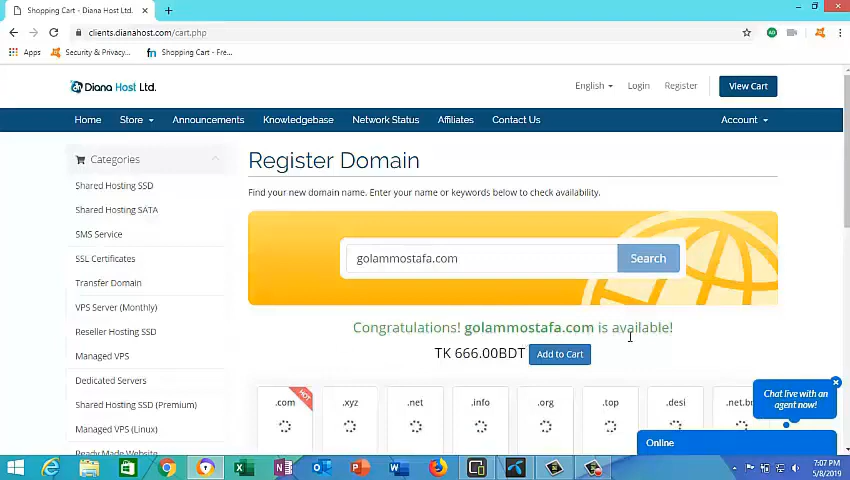 Shopping Cart - Diana Host Ltd.
clients.dianahost.com/cart.php
Apps Security & Privacy... Shopping Cart - Fre...
Diana Host Ltd.
English Login Register View Cart
Home Store Announcements Knowledgebase Network Status Affiliates Contact Us Account
Categories
Shared Hosting SSD
Shared Hosting SATA
SMS Service
SSL Certificates
Transfer Domain
VPS Server (Monthly)
Reseller Hosting SSD
Managed VPS
Dedicated Servers
Shared Hosting SSD (Premium)
Managed VPS (Linux)
Ready Made Website
Register Domain
Find your new domain name. Enter your name or keywords below to check availability.
golammostafa.com Search
Congratulations! golammostafa.com is available!
TK 666.00BDT Add to Cart
HOT
.com .xyz .net .info .org .top .desi
Chat live with an
agent now!
Online
7:07 PM
5/8/2019